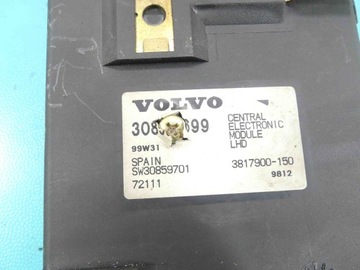 VOLVO
CENTRAL
ELECTRONIC
MODULE
LHD
99W31
SPAIN
SW30859701
72111
3817900-150
9812